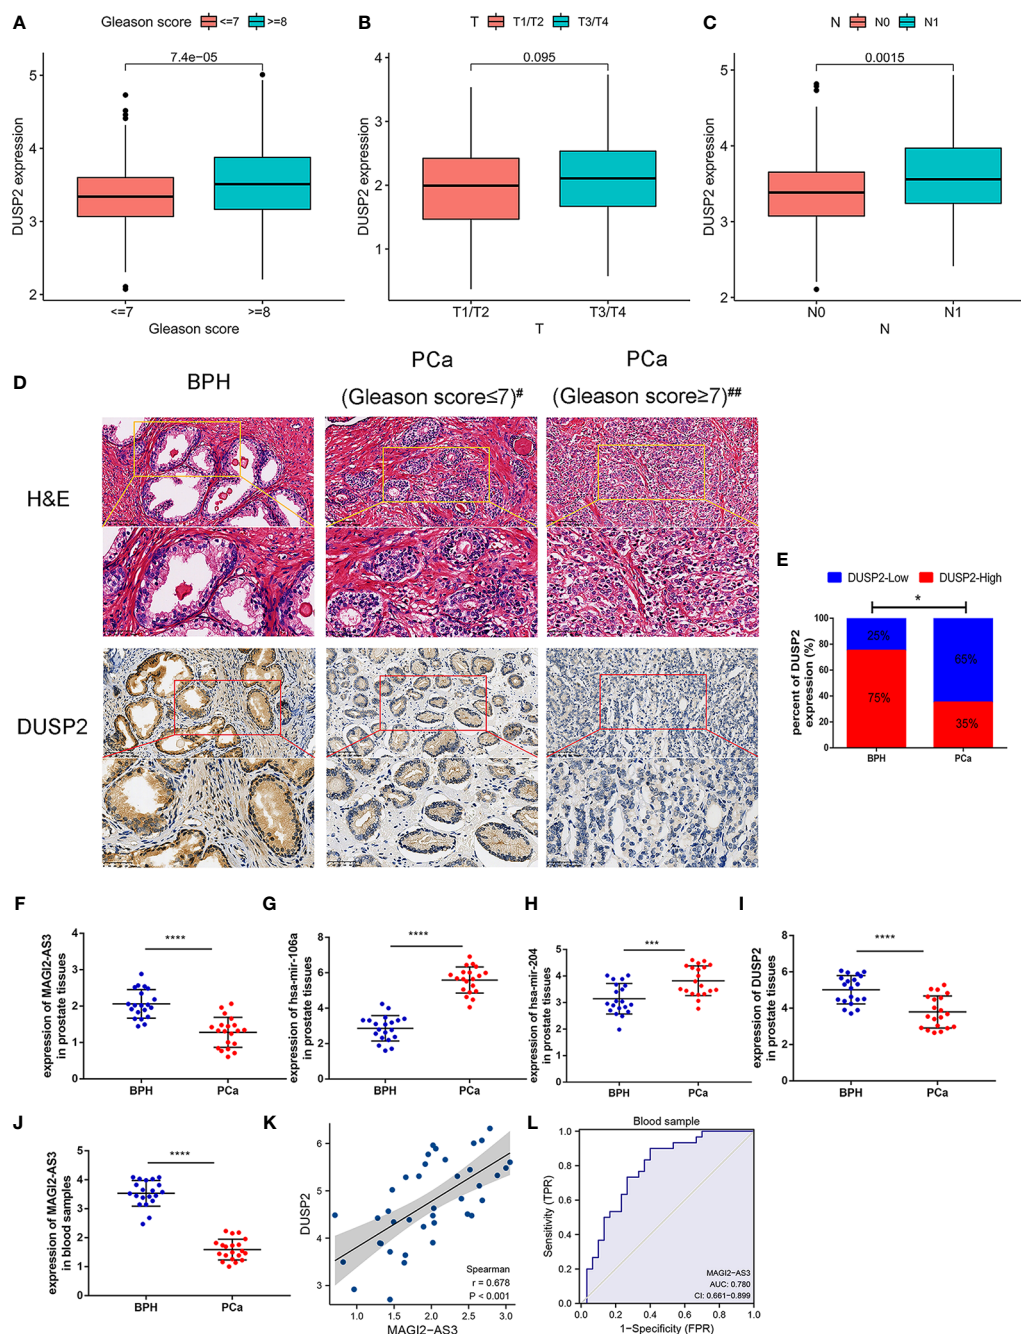 A
Gleason score <=7 >=8
7.4e-05
DUSP2 expression
5
4
3
2
<=7 >=8
Gleason score
B
T T1/T2 T3/T4
0.095
DUSP2 expression
4
3
2
1
T1/T2 T3/T4
T
C
N N0 N1
0.0015
DUSP2 expression
5
4
3
2
N0 N1
N
D
BPH
PCa
(Gleason score≤7)#
PCa
(Gleason score≥7)##
H&E
DUSP2
E
DUSP2-Low DUSP2-High
*
percent of DUSP2
expression (%)
100
80
60
40
20
0
25%
75%
65%
35%
BPH PCa
F
expression of MAGI2-AS3
in prostate tissues
4
3
2
1
0
****
BPH PCa
G
expression of hsa-mir-106a
in prostate tissues
8
6
4
2
0
****
BPH PCa
H
expression of hsa-mir-204
in prostate tissues
5
4
3
2
1
0
***
BPH PCa
I
expression of DUSP2
in prostate tissues
8
6
4
2
0
****
BPH PCa
J
expression of MAGI2-AS3
in blood samples
5
4
3
2
1
0
****
BPH PCa
K
DUSP2
6
5
4
3
Spearman
r = 0.678
P < 0.001
1.0 1.5 2.0 2.5 3.0
MAGI2−AS3
L
Blood sample
Sensitivity (TPR)
1.0
0.8
0.6
0.4
0.2
0.0
MAGI2−AS3
AUC: 0.780
CI: 0.661−0.899
0.0 0.2 0.4 0.6 0.8 1.0
1−Specificity (FPR)